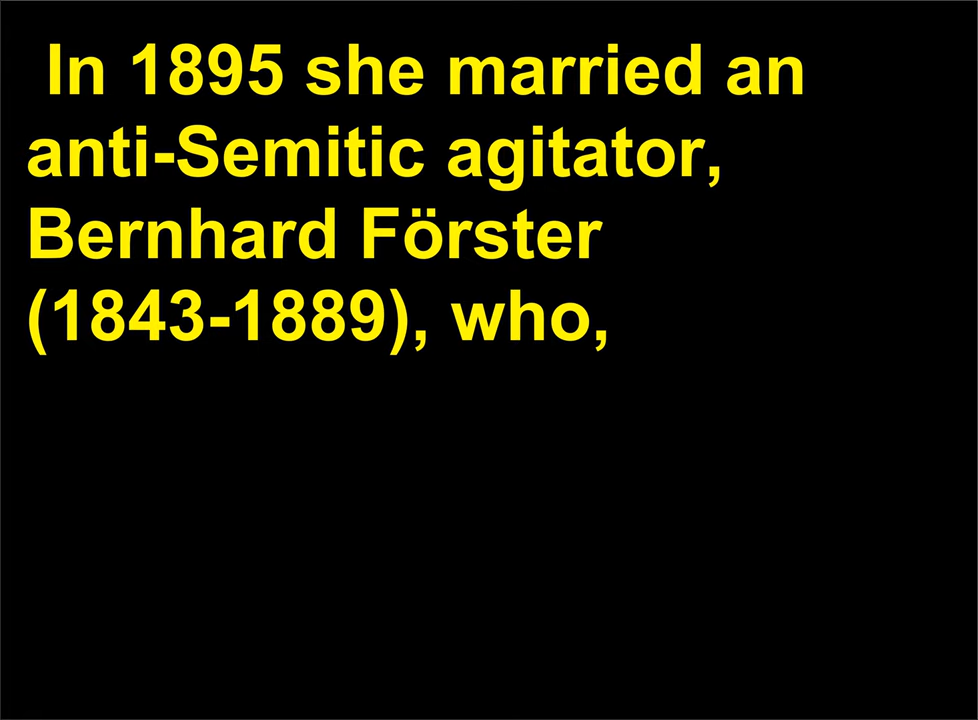 In 1895 she married an
anti-Semitic agitator,
Bernhard Förster
(1843-1889), who,